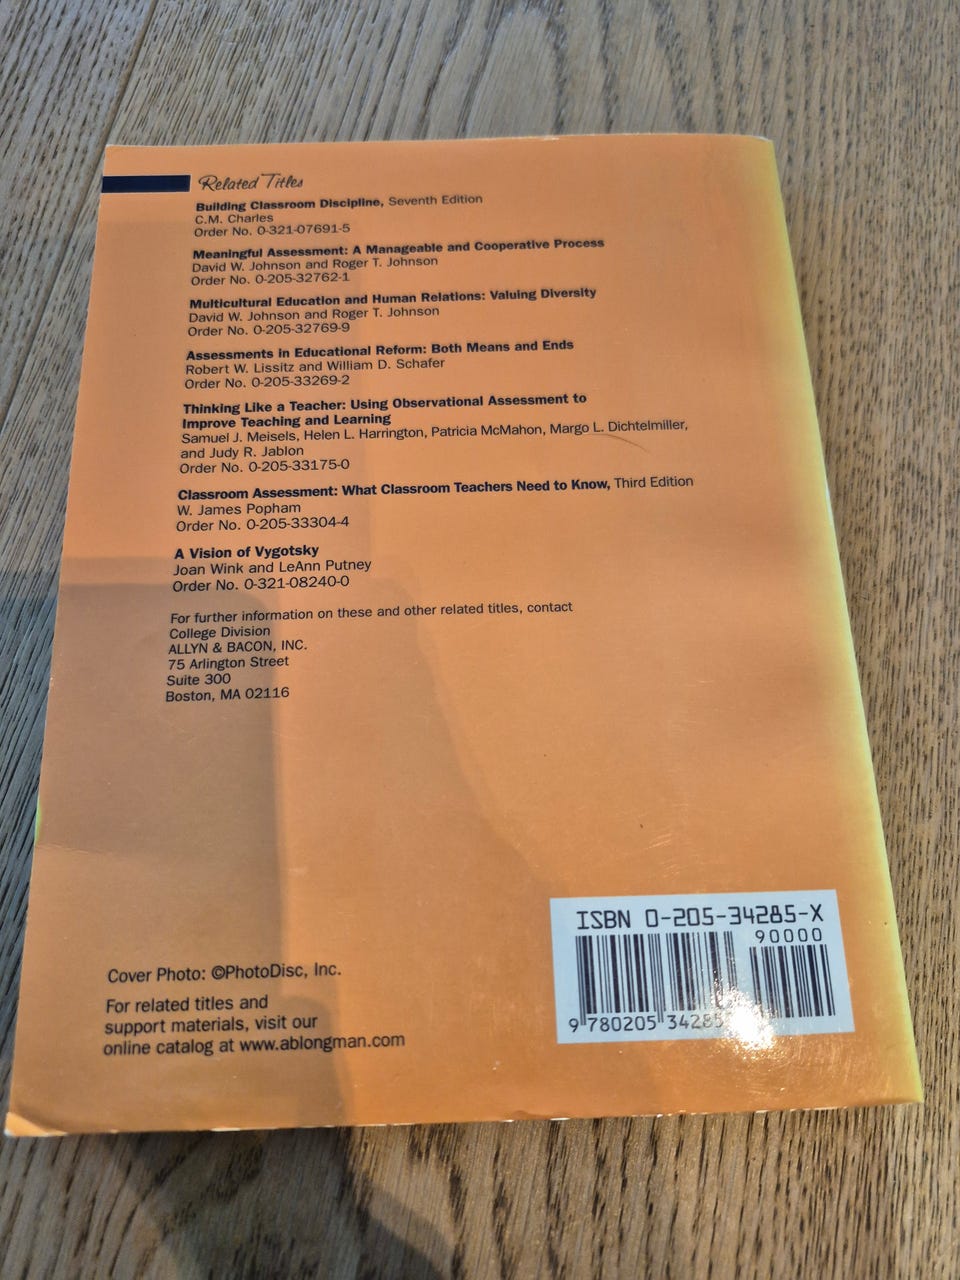 Related Titles
Building Classroom Discipline, Seventh Edition
C.M. Charles
Order No. 0-321-07691-5
Meaningful Assessment: A Manageable and Cooperative Process
David W. Johnson and Roger T. Johnson
Order No. 0-205-32762-1
Multicultural Education and Human Relations: Valuing Diversity
David W. Johnson and Roger T. Johnson
Order No. 0-205-32769-9
Assessments in Educational Reform: Both Means and Ends
Robert W. Lissitz and William D. Schafer
Order No. 0-205-33269-2
Thinking Like a Teacher: Using Observational Assessment to
Improve Teaching and Learning
Samuel J. Meisels, Helen L. Harrington, Patricia McMahon, Margo L. Dichtelmiller,
and Judy R. Jablon
Order No. 0-205-33175-0
Classroom Assessment: What Classroom Teachers Need to Know, Third Edition
W. James Popham
Order No. 0-205-33304-4
A Vision of Vygotsky
Joan Wink and LeAnn Putney
Order No. 0-321-08240-0
For further information on these and other related titles, contact
College Division
ALLYN & BACON, INC.
75 Arlington Street
Suite 300
Boston, MA 02116
ISBN 0-205-34285-X
90000
9 780205 34285
Cover Photo: ©PhotoDisc, Inc.
For related titles and
support materials, visit our
online catalog at www.ablongman.com